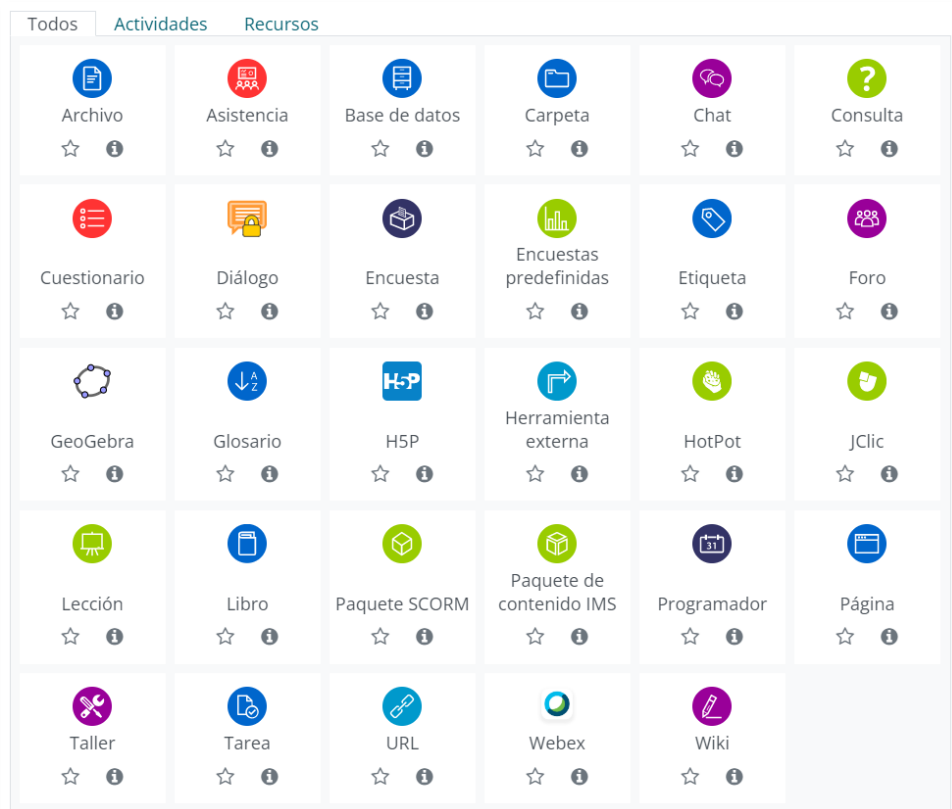 Todos Actividades Recursos
Archivo Asistencia Base de datos Carpeta Chat Consulta
Cuestionario Diálogo Encuesta Encuestas predefinidas Etiqueta Foro
GeoGebra Glosario H5P Herramienta externa HotPot JClic
Lección Libro Paquete SCORM Paquete de contenido IMS Programador Página
Taller Tarea URL Webex Wiki